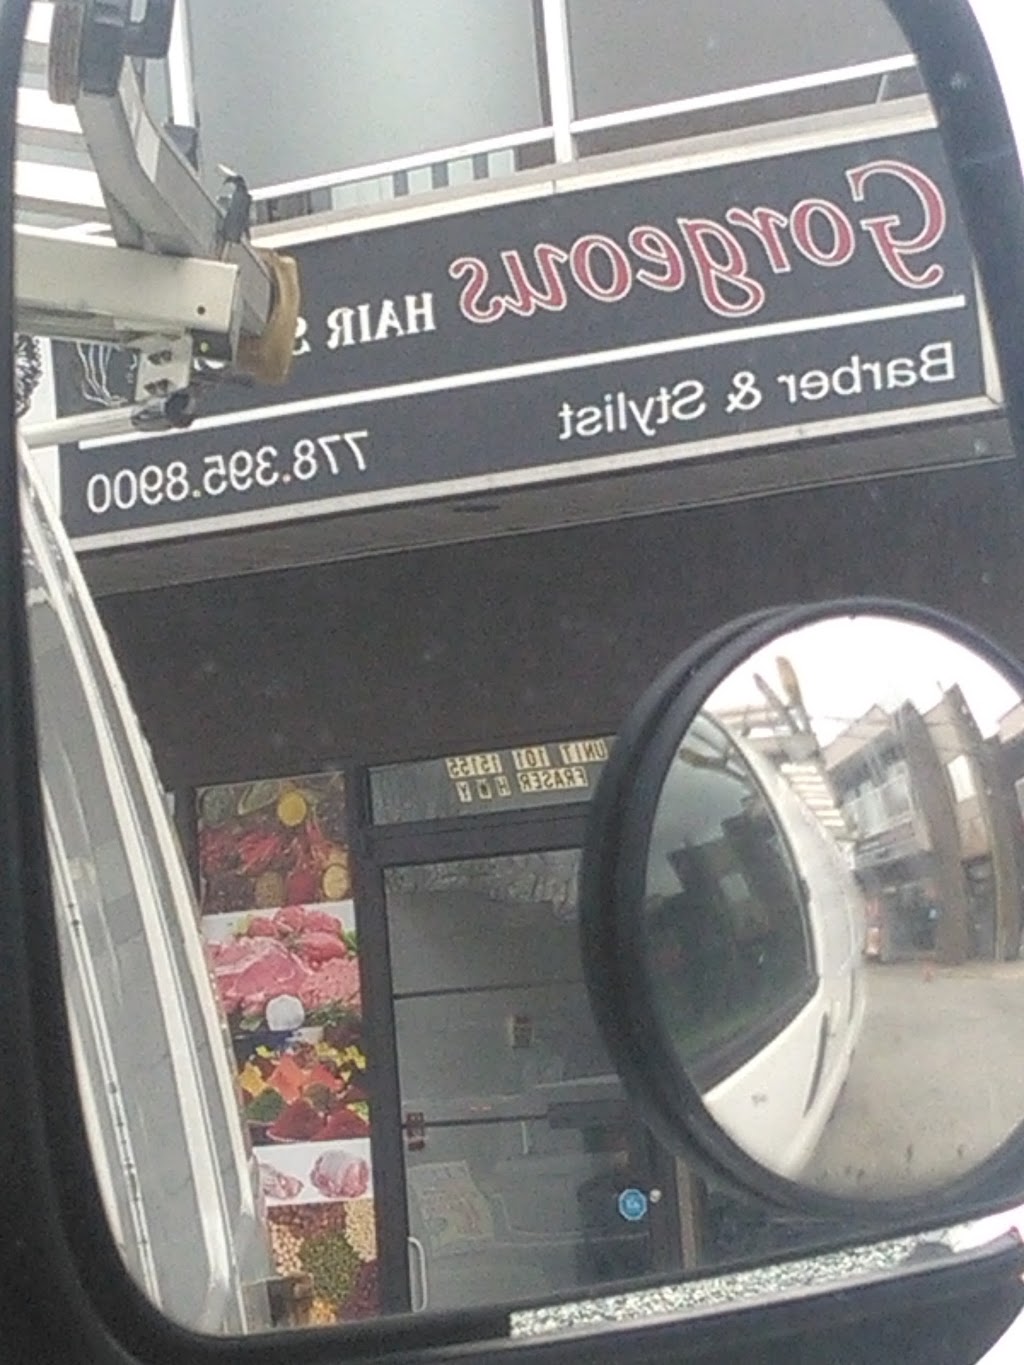 Gorgeous HAIR S
Barber & Stylist 778.395.8900
UNIT 101 15155
FRASER HWY